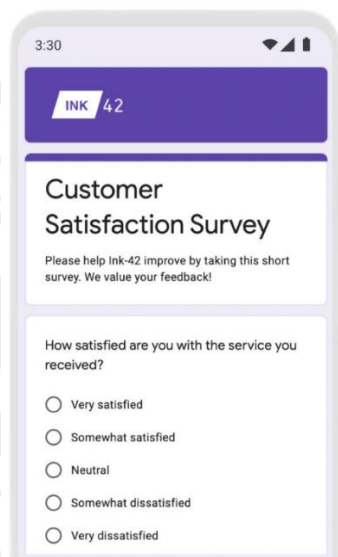 3:30
INK 42
Customer
Satisfaction Survey
Please help Ink-42 improve by taking this short
survey. We value your feedback!
How satisfied are you with the service you
received?
Very satisfied
Somewhat satisfied
Neutral
Somewhat dissatisfied
Very dissatisfied